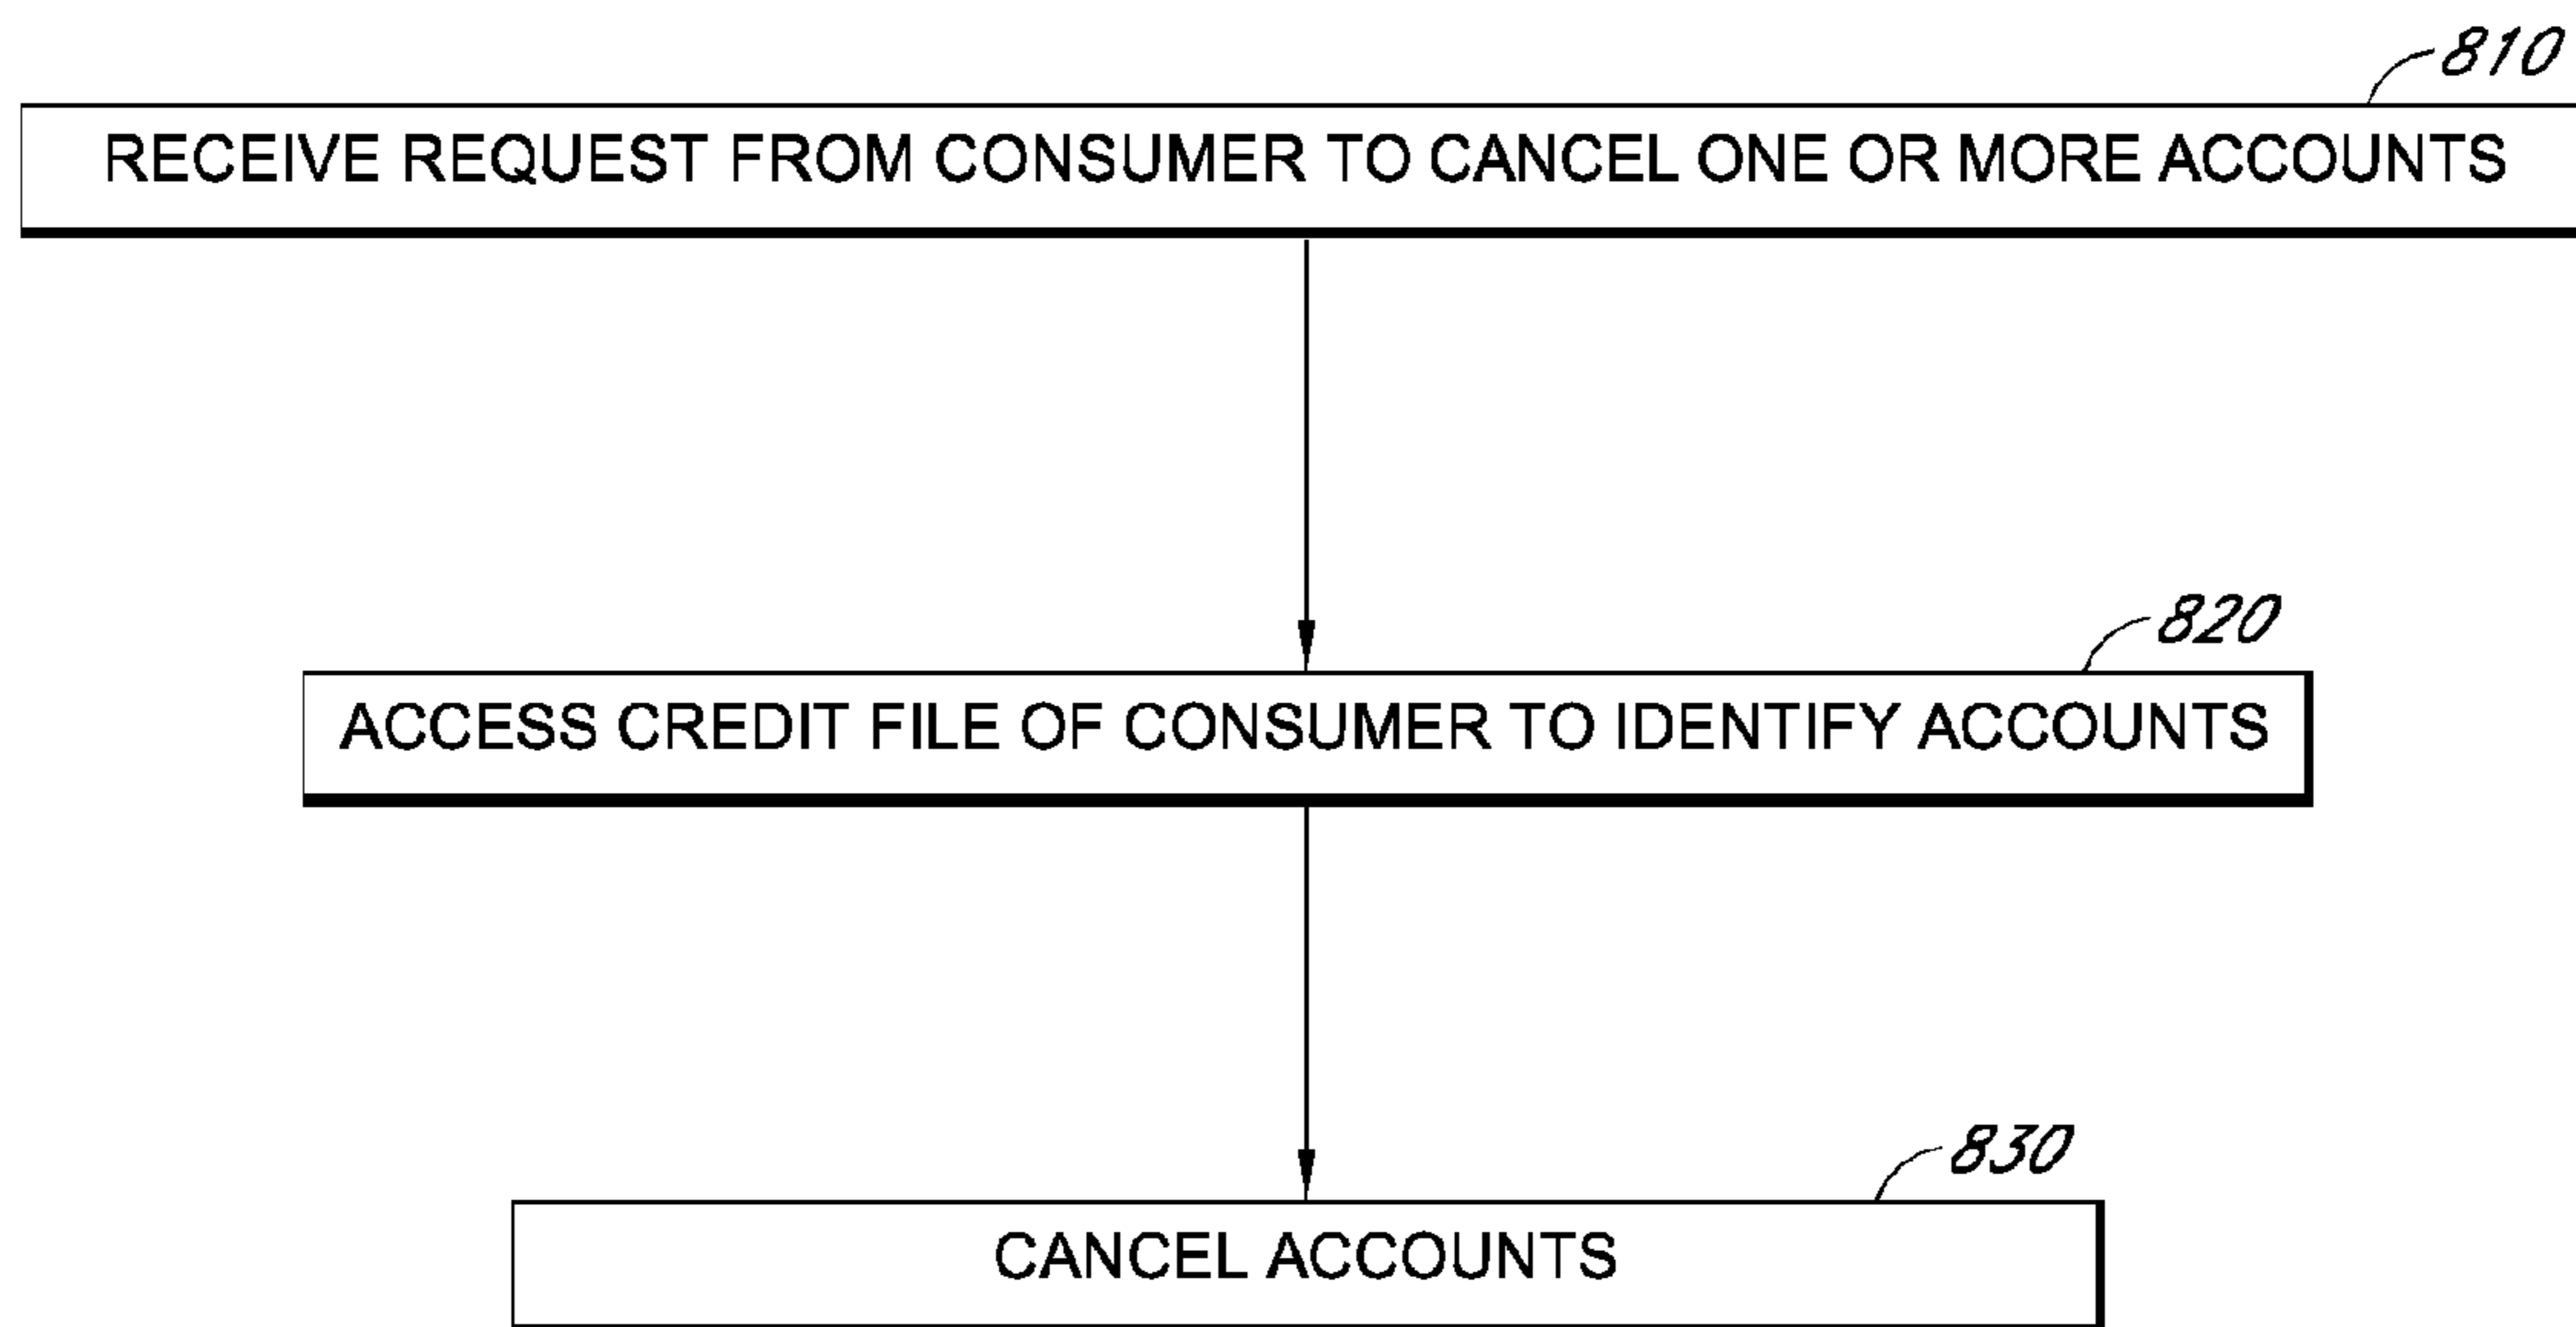 810
RECEIVE REQUEST FROM CONSUMER TO CANCEL ONE OR MORE ACCOUNTS
820
ACCESS CREDIT FILE OF CONSUMER TO IDENTIFY ACCOUNTS
830
CANCEL ACCOUNTS